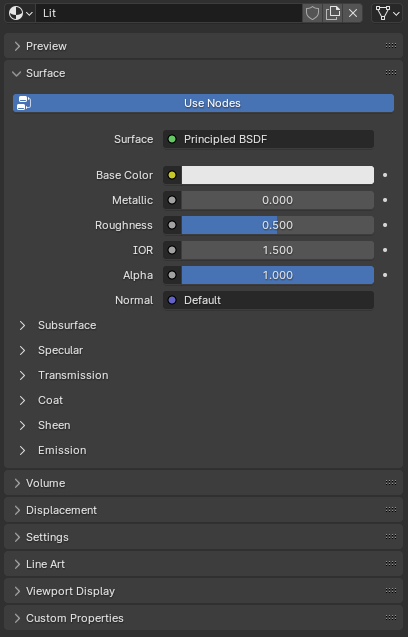 Lit
Preview
Surface
Use Nodes
Surface Principled BSDF
Base Color
Metallic 0.000
Roughness 0.500
IOR 1.500
Alpha 1.000
Normal Default
Subsurface
Specular
Transmission
Coat
Sheen
Emission
Volume
Displacement
Settings
Line Art
Viewport Display
Custom Properties